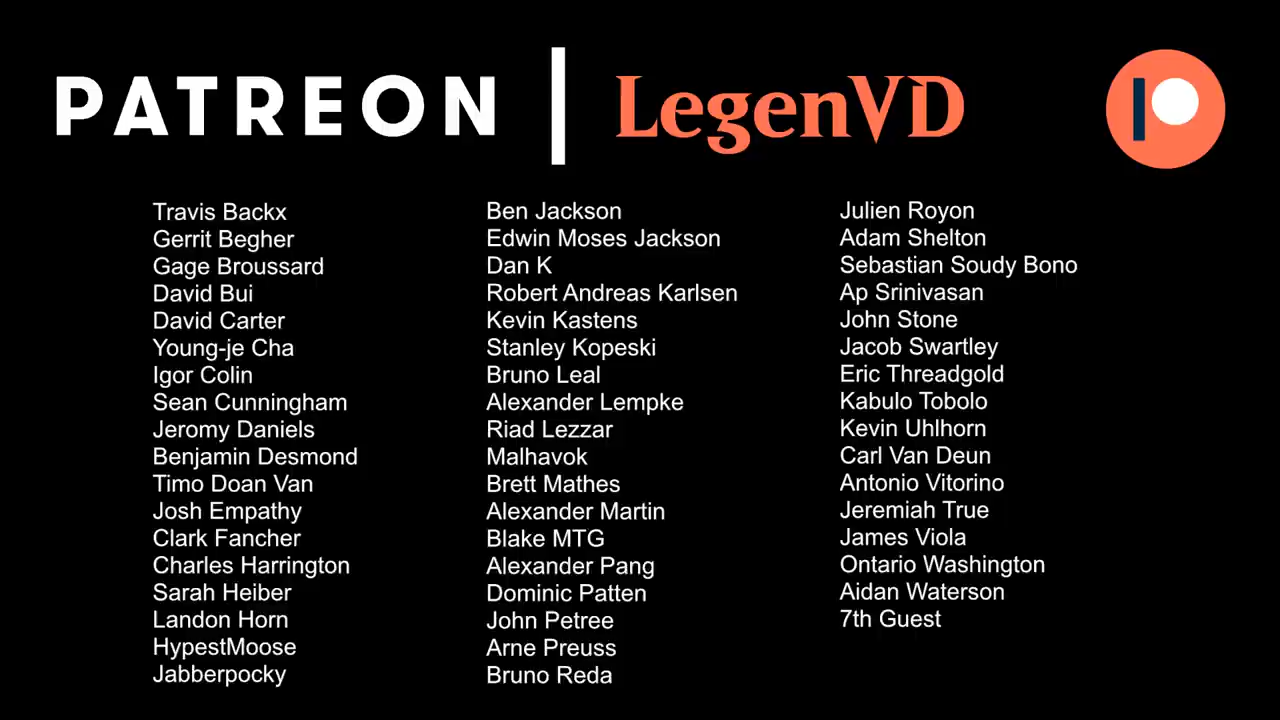 PATREON | LegenVD
Travis Backx
Gerrit Begher
Gage Broussard
David Bui
David Carter
Young-je Cha
Igor Colin
Sean Cunningham
Jeromy Daniels
Benjamin Desmond
Timo Doan Van
Josh Empathy
Clark Fancher
Charles Harrington
Sarah Heiber
Landon Horn
HypestMoose
Jabberpocky
Ben Jackson
Edwin Moses Jackson
Dan K
Robert Andreas Karlsen
Kevin Kastens
Stanley Kopeski
Bruno Leal
Alexander Lempke
Riad Lezzar
Malhavok
Brett Mathes
Alexander Martin
Blake MTG
Alexander Pang
Dominic Patten
John Petree
Arne Preuss
Bruno Reda
Julien Royon
Adam Shelton
Sebastian Soudy Bono
Ap Srinivasan
John Stone
Jacob Swartley
Eric Threadgold
Kabulo Tobolo
Kevin Uhlhorn
Carl Van Deun
Antonio Vitorino
Jeremiah True
James Viola
Ontario Washington
Aidan Waterson
7th Guest